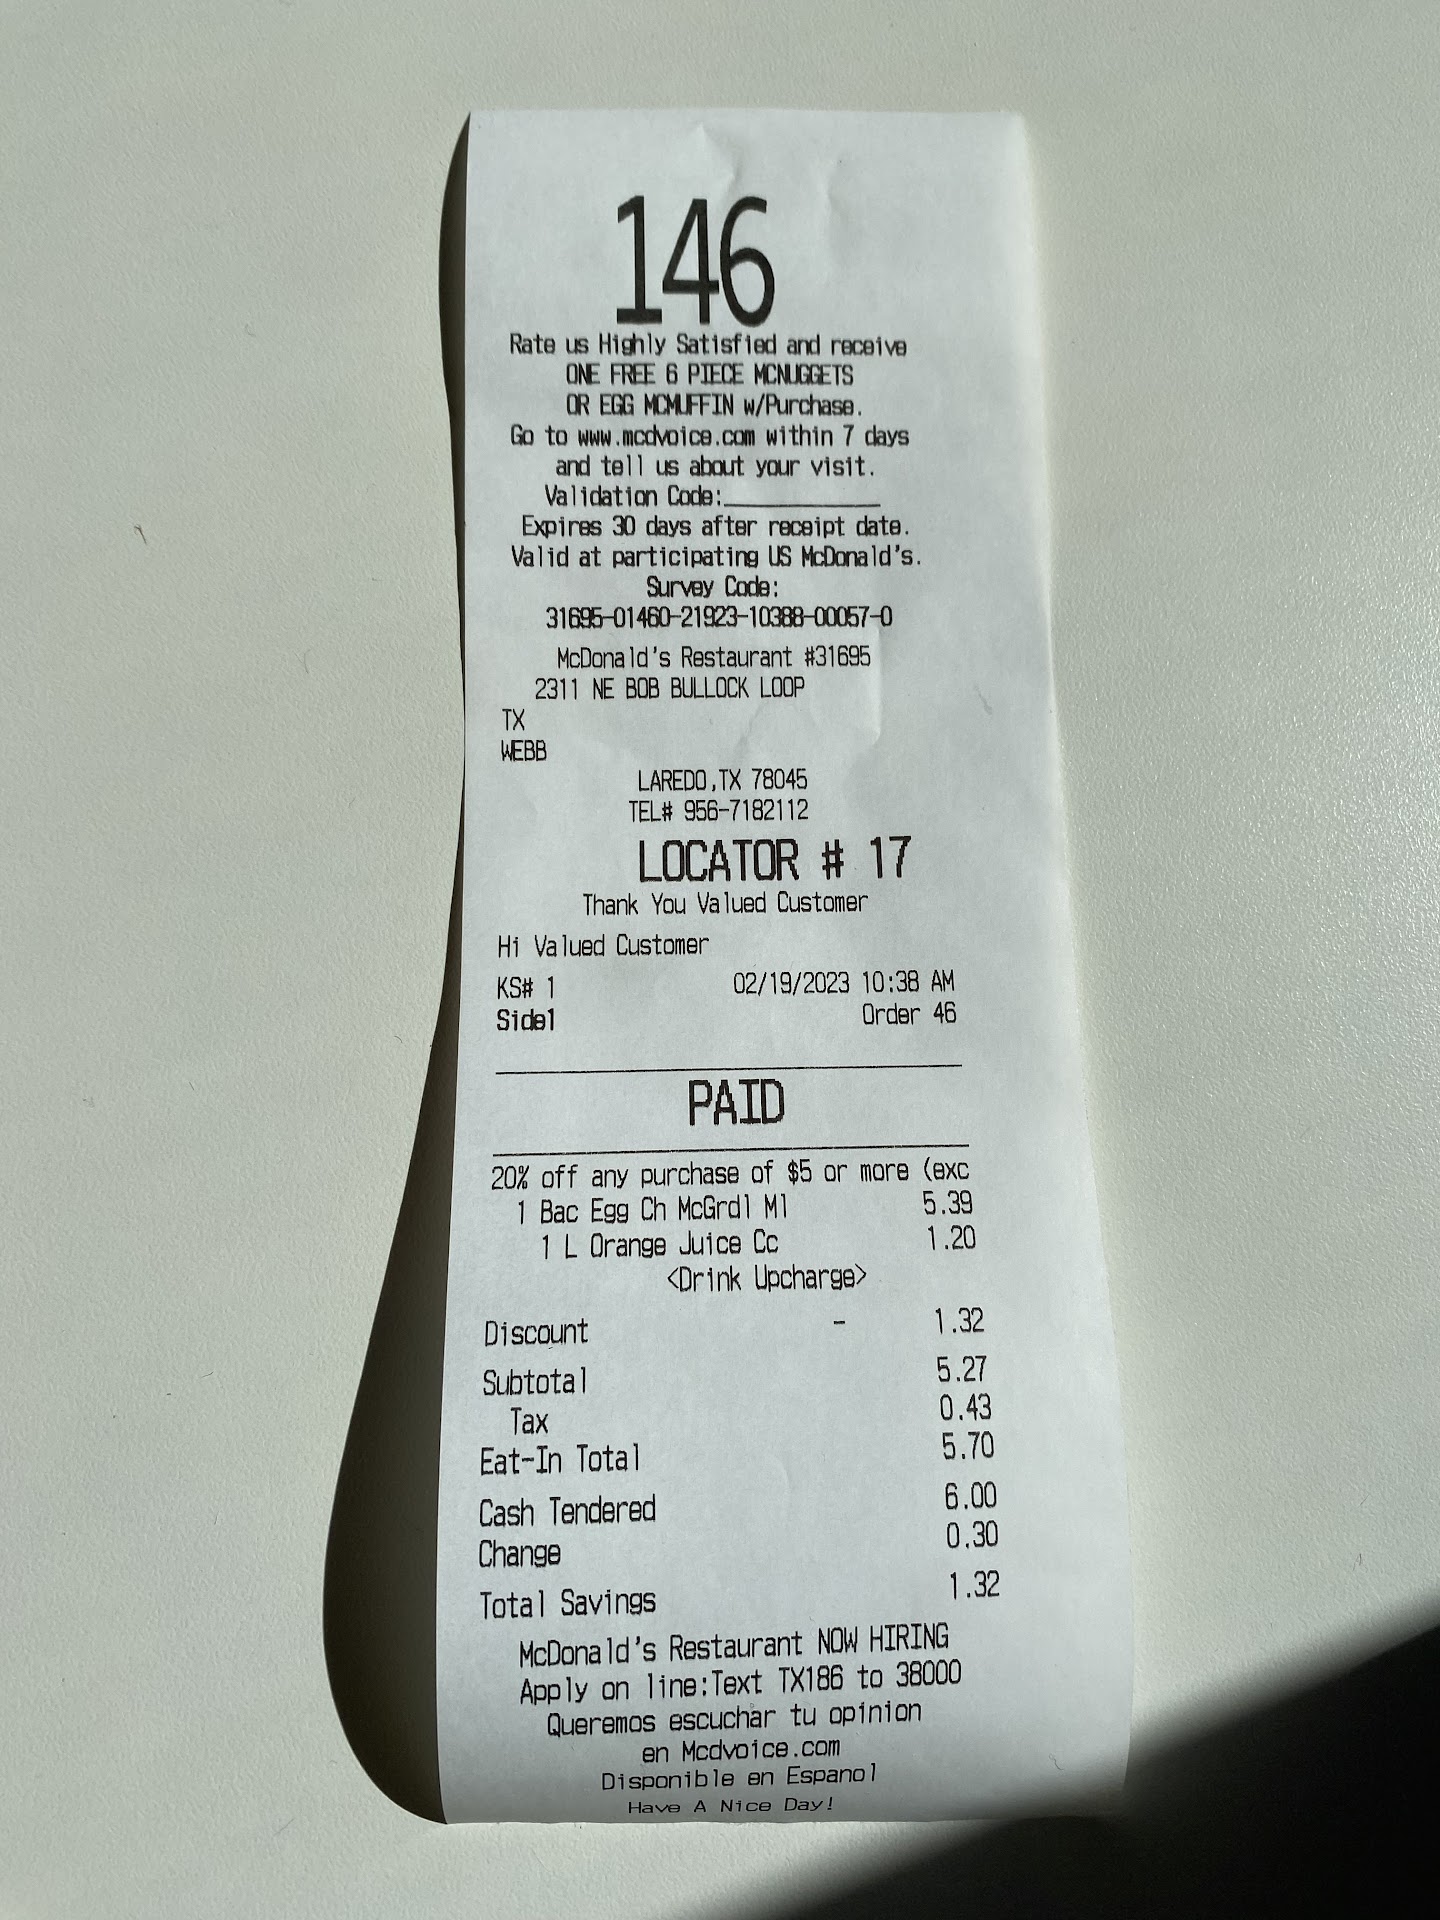 146
Rate us Highly Satisfied and receive
ONE FREE 6 PIECE MCNUGGETS
OR EGG MCMUFFIN w/Purchase.
Go to www.mcdvoice.com within 7 days
and tell us about your visit.
Validation Code:____________
Expires 30 days after receipt date.
Valid at participating US McDonald's.
Survey Code:
31695-01460-21923-10388-00057-0
McDonald's Restaurant #31695
2311 NE BOB BULLOCK LOOP
TX
WEBB
LAREDO,TX 78045
TEL# 956-7182112
LOCATOR # 17
Thank You Valued Customer
Hi Valued Customer
KS# 1 02/19/2023 10:38 AM
Side1 Order 46
PAID
20% off any purchase of $5 or more (exc
1 Bac Egg Ch McGrdl Ml 5.39
1 L Orange Juice Cc 1.20
<Drink Upcharge>
Discount - 1.32
Subtotal 5.27
Tax 0.43
Eat-In Total 5.70
Cash Tendered 6.00
Change 0.30
Total Savings 1.32
McDonald's Restaurant NOW HIRING
Apply on line:Text TX186 to 38000
Queremos escuchar tu opinion
en Mcdvoice.com
Disponible en Espanol
Have A Nice Day!